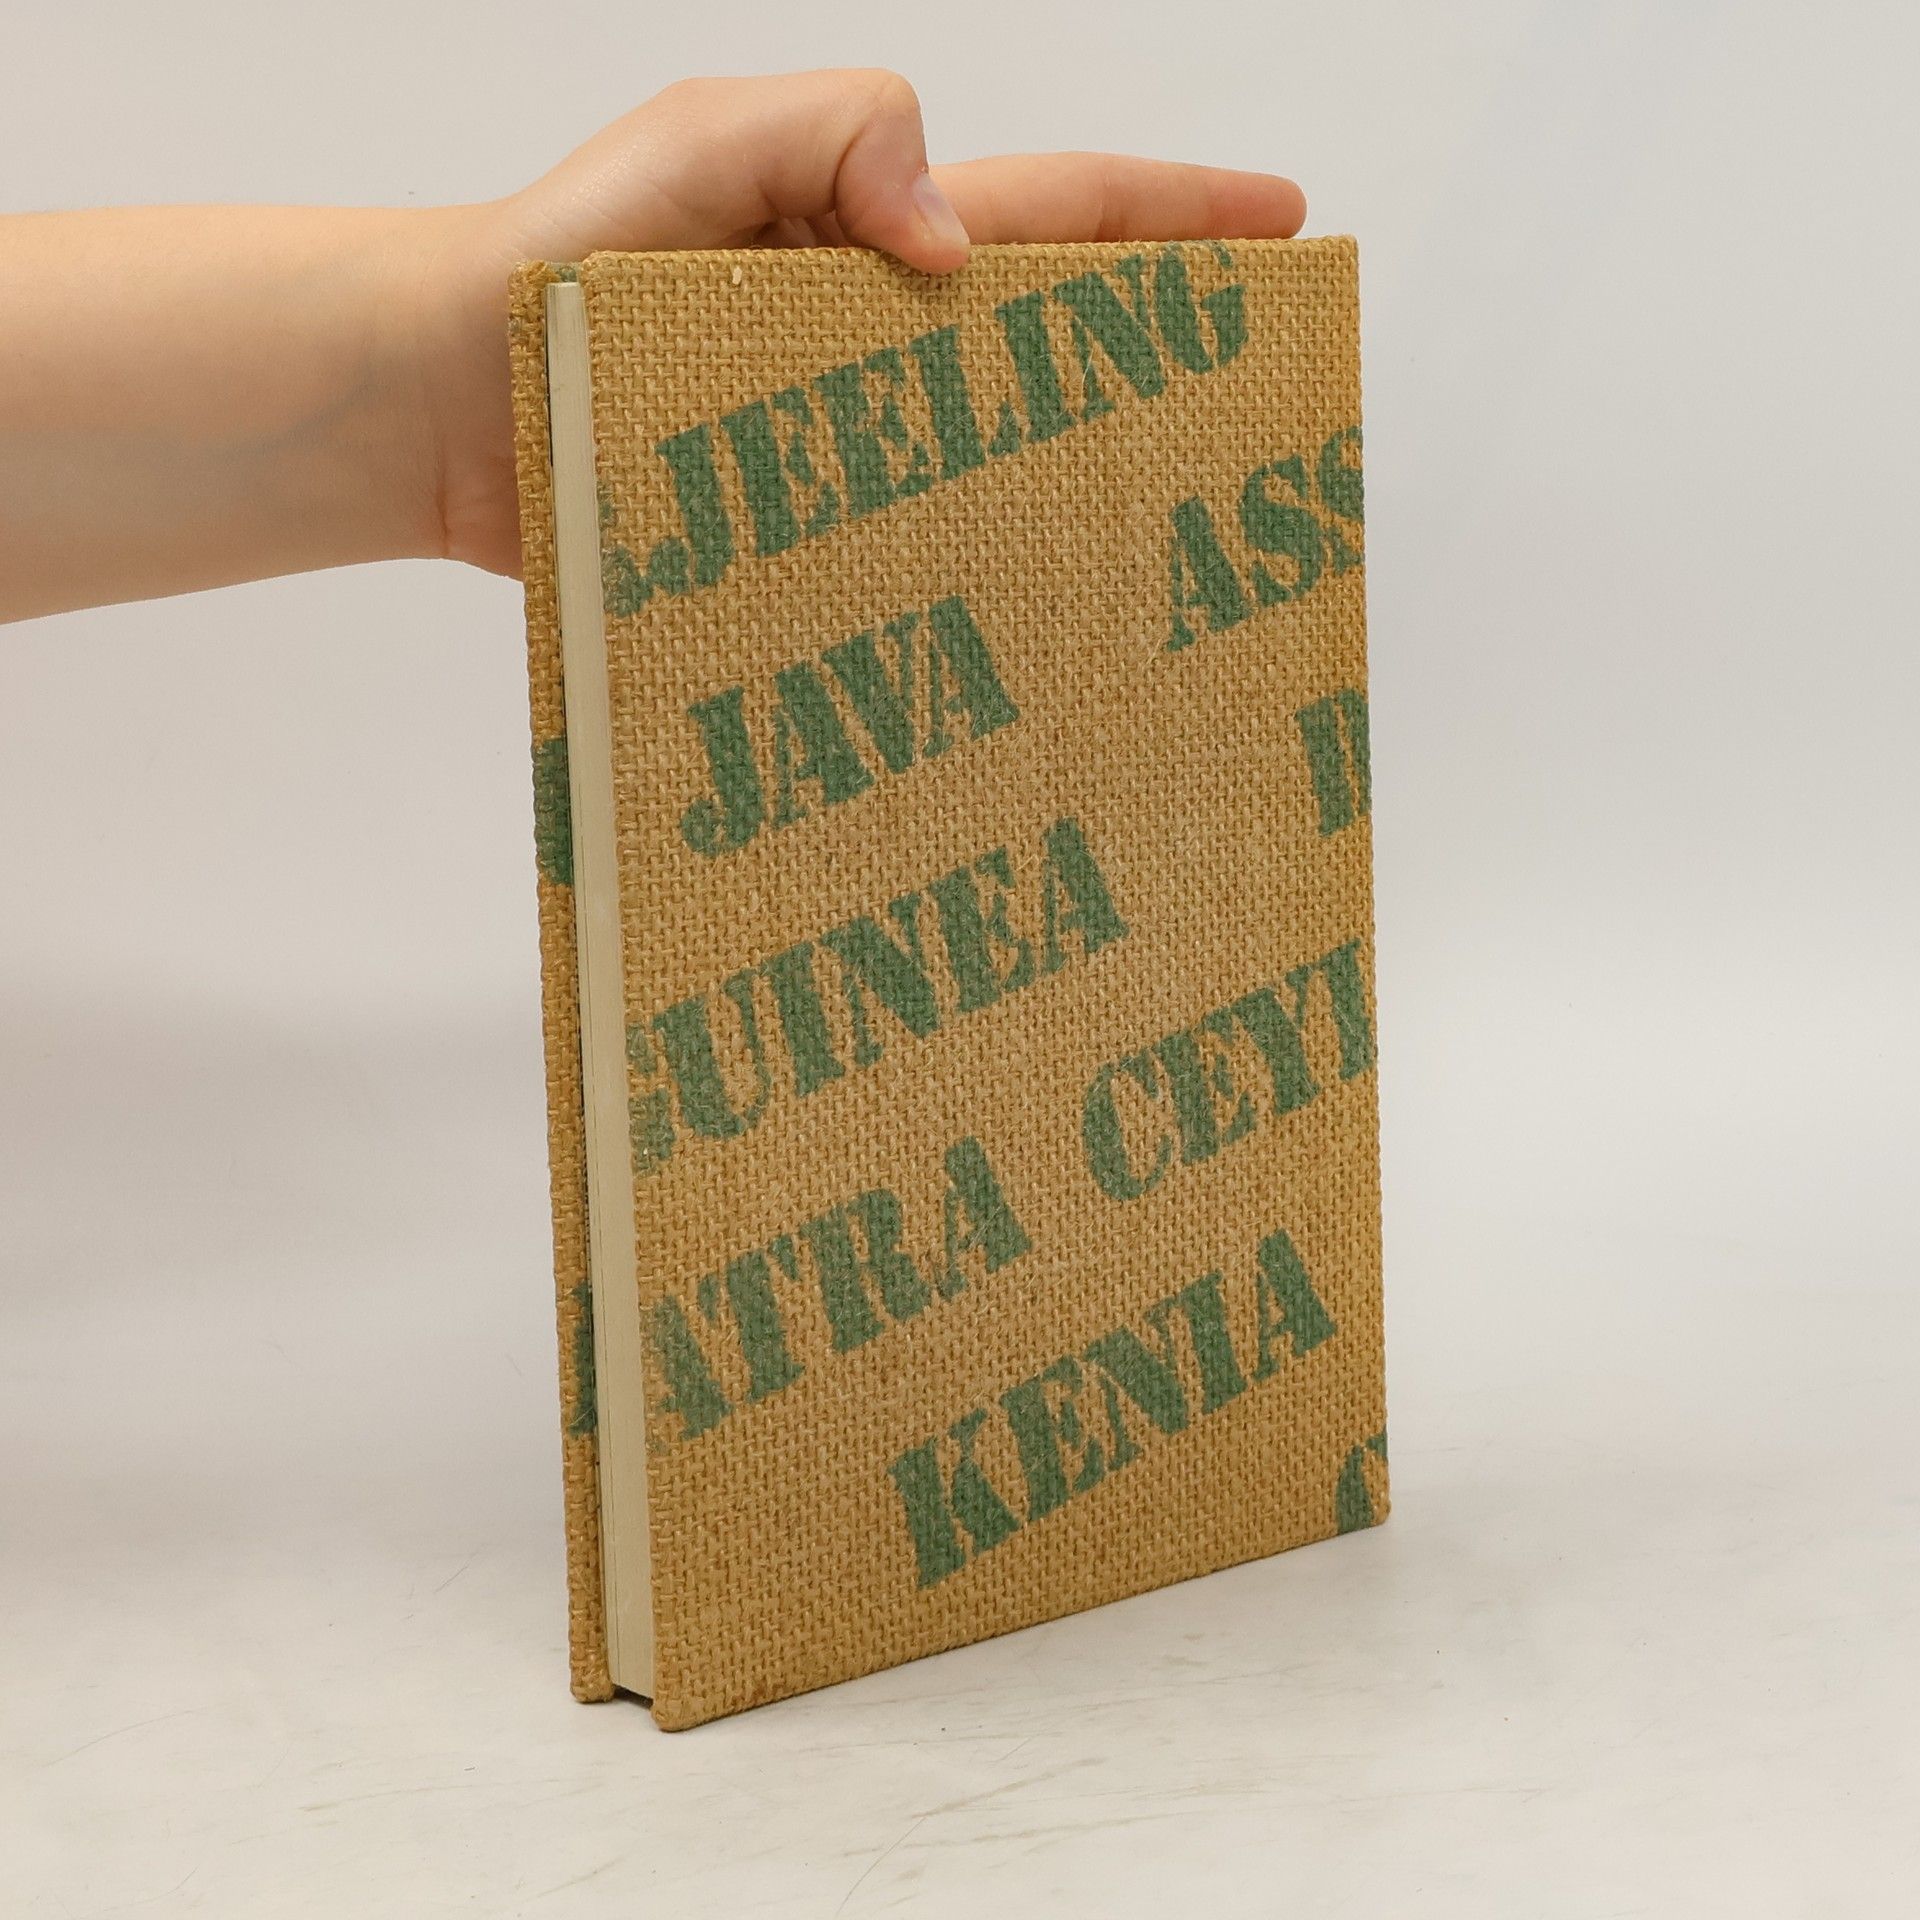 JEELING
ASS
JAVA
GUINEA
CEYL
ATRA
KENIA